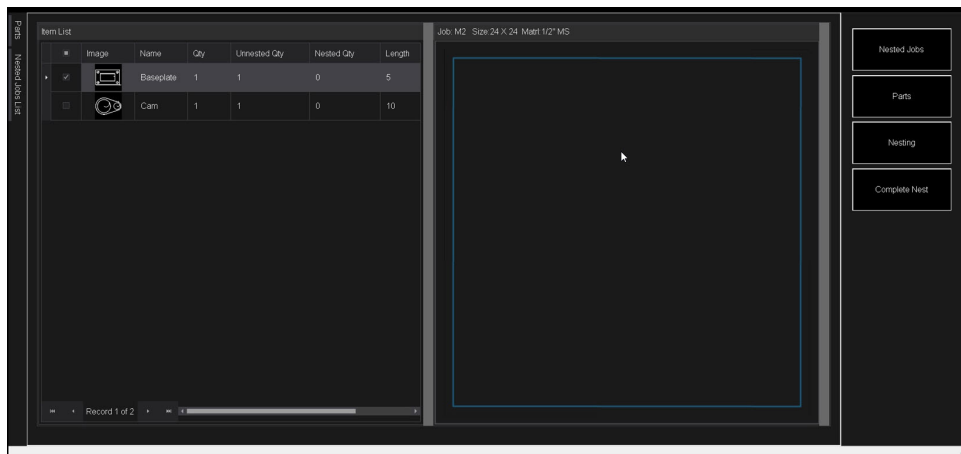 Parts
Nested Jobs List
Item List
Image Name Qty Unnested Qty Nested Qty Length
Baseplate 1 1 0 5
Cam 1 1 0 10
Record 1 of 2
Job: M2 Size:24 X 24 Matrl 1/2" MS
Nested Jobs
Parts
Nesting
Complete Nest